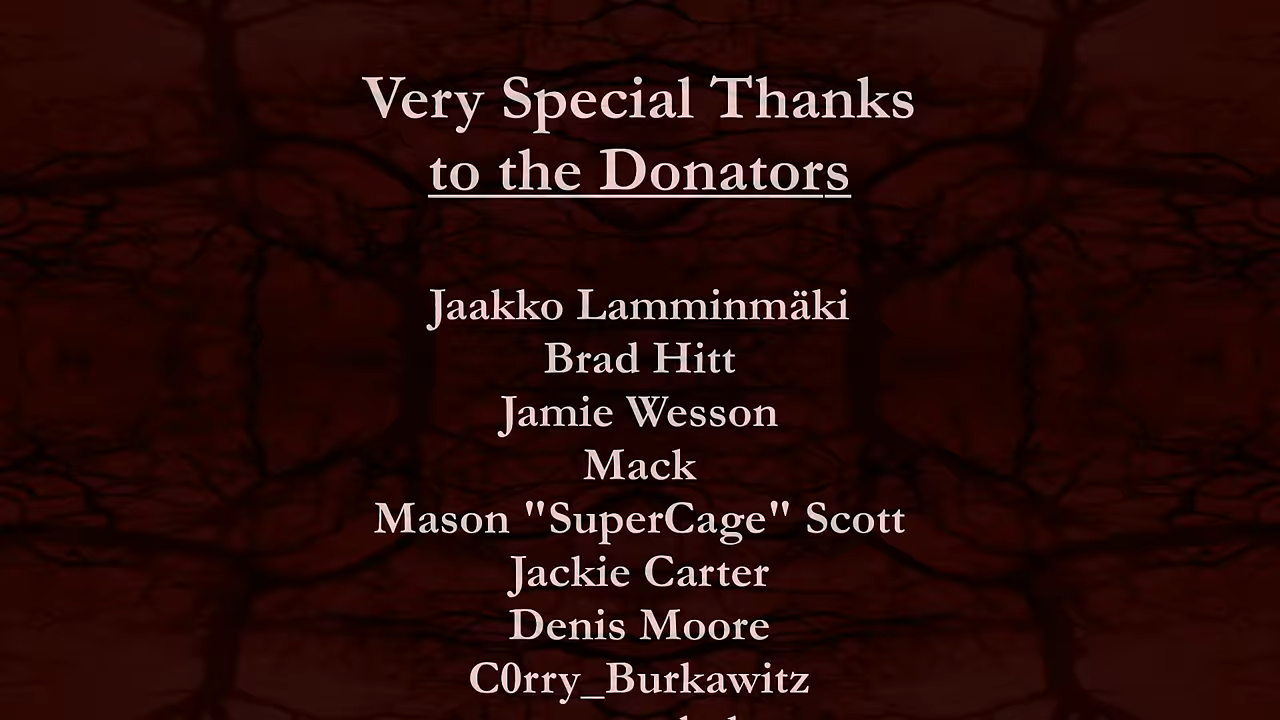 Very Special Thanks
to the Donators
Jaakko Lamminmäki
Brad Hitt
Jamie Wesson
Mack
Mason "SuperCage" Scott
Jackie Carter
Denis Moore
C0rry_Burkawitz